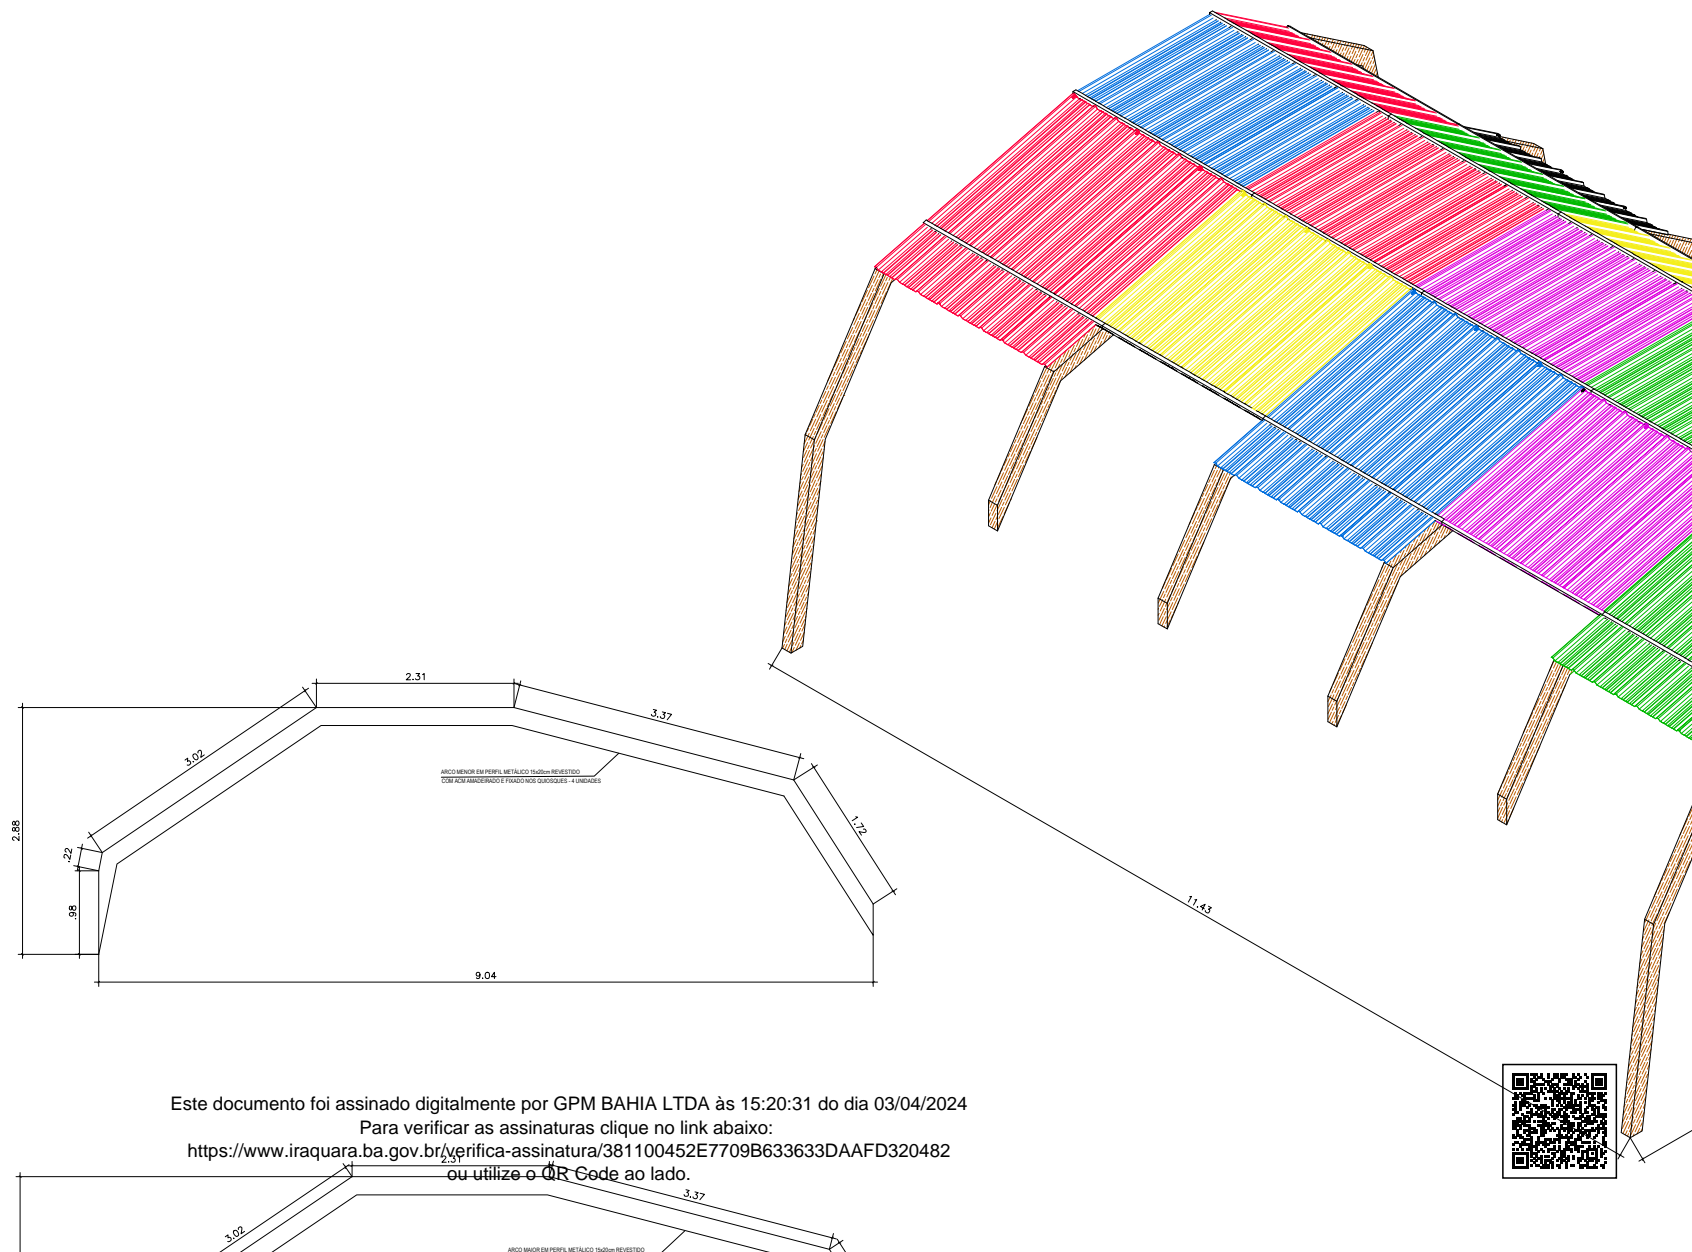 2.31
3.37
3.02
1.72
2.88
.22
.98
9.04
ARCO MENOR EM PERFIL METÁLICO 15x20cm REVESTIDO
COM ACM AMADEIRADO E FIXADO NOS QUIOSQUES - 4 UNIDADES
11.43
Este documento foi assinado digitalmente por GPM BAHIA LTDA às 15:20:31 do dia 03/04/2024
Para verificar as assinaturas clique no link abaixo:
https://www.iraquara.ba.gov.br/verifica-assinatura/381100452E7709B633633DAAFD320482
ou utilize o QR Code ao lado.
2.31
3.37
3.02
ARCO MAIOR EM PERFIL METÁLICO 15x20cm REVESTIDO